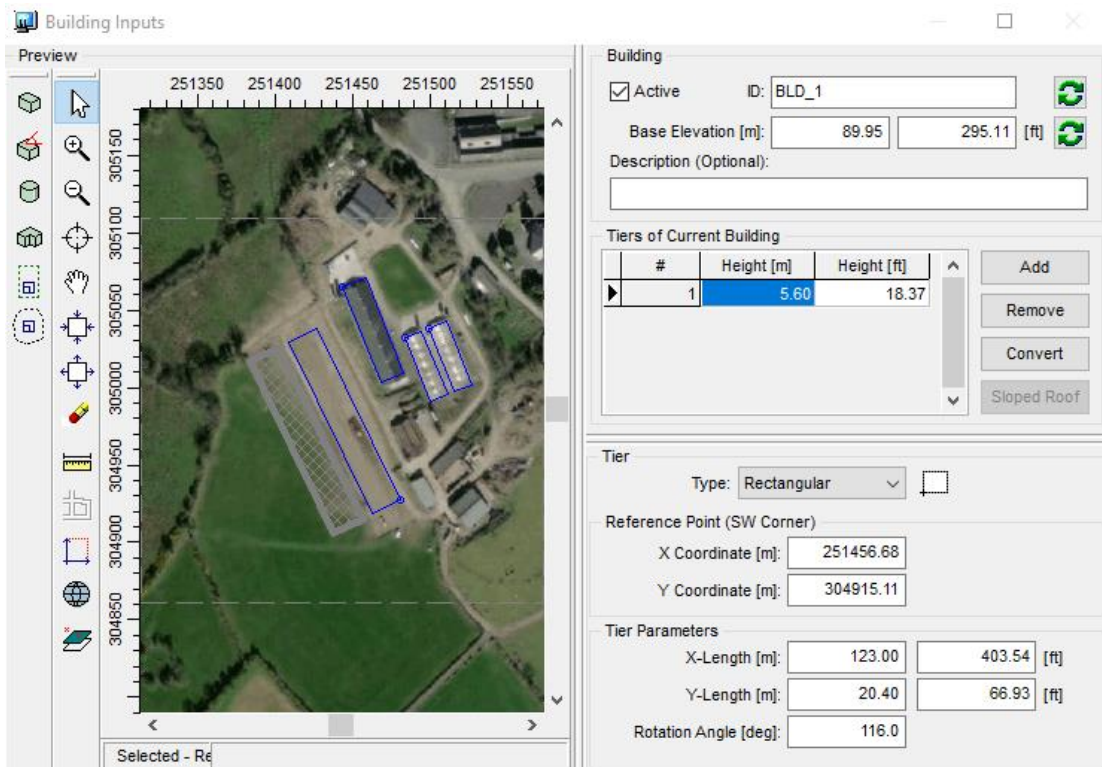 Building Inputs
Preview
251350 251400 251450 251500 251550
305150
305100
305050
305000
304950
304900
304850
Selected - Re
Building
Active ID: BLD_1
Base Elevation [m]: 89.95 295.11 [ft]
Description (Optional):
Tiers of Current Building
# Height [m] Height [ft]
1 5.60 18.37
Add
Remove
Convert
Sloped Roof
Tier
Type: Rectangular
Reference Point (SW Corner)
X Coordinate [m]: 251456.68
Y Coordinate [m]: 304915.11
Tier Parameters
X-Length [m]: 123.00 403.54 [ft]
Y-Length [m]: 20.40 66.93 [ft]
Rotation Angle [deg]: 116.0